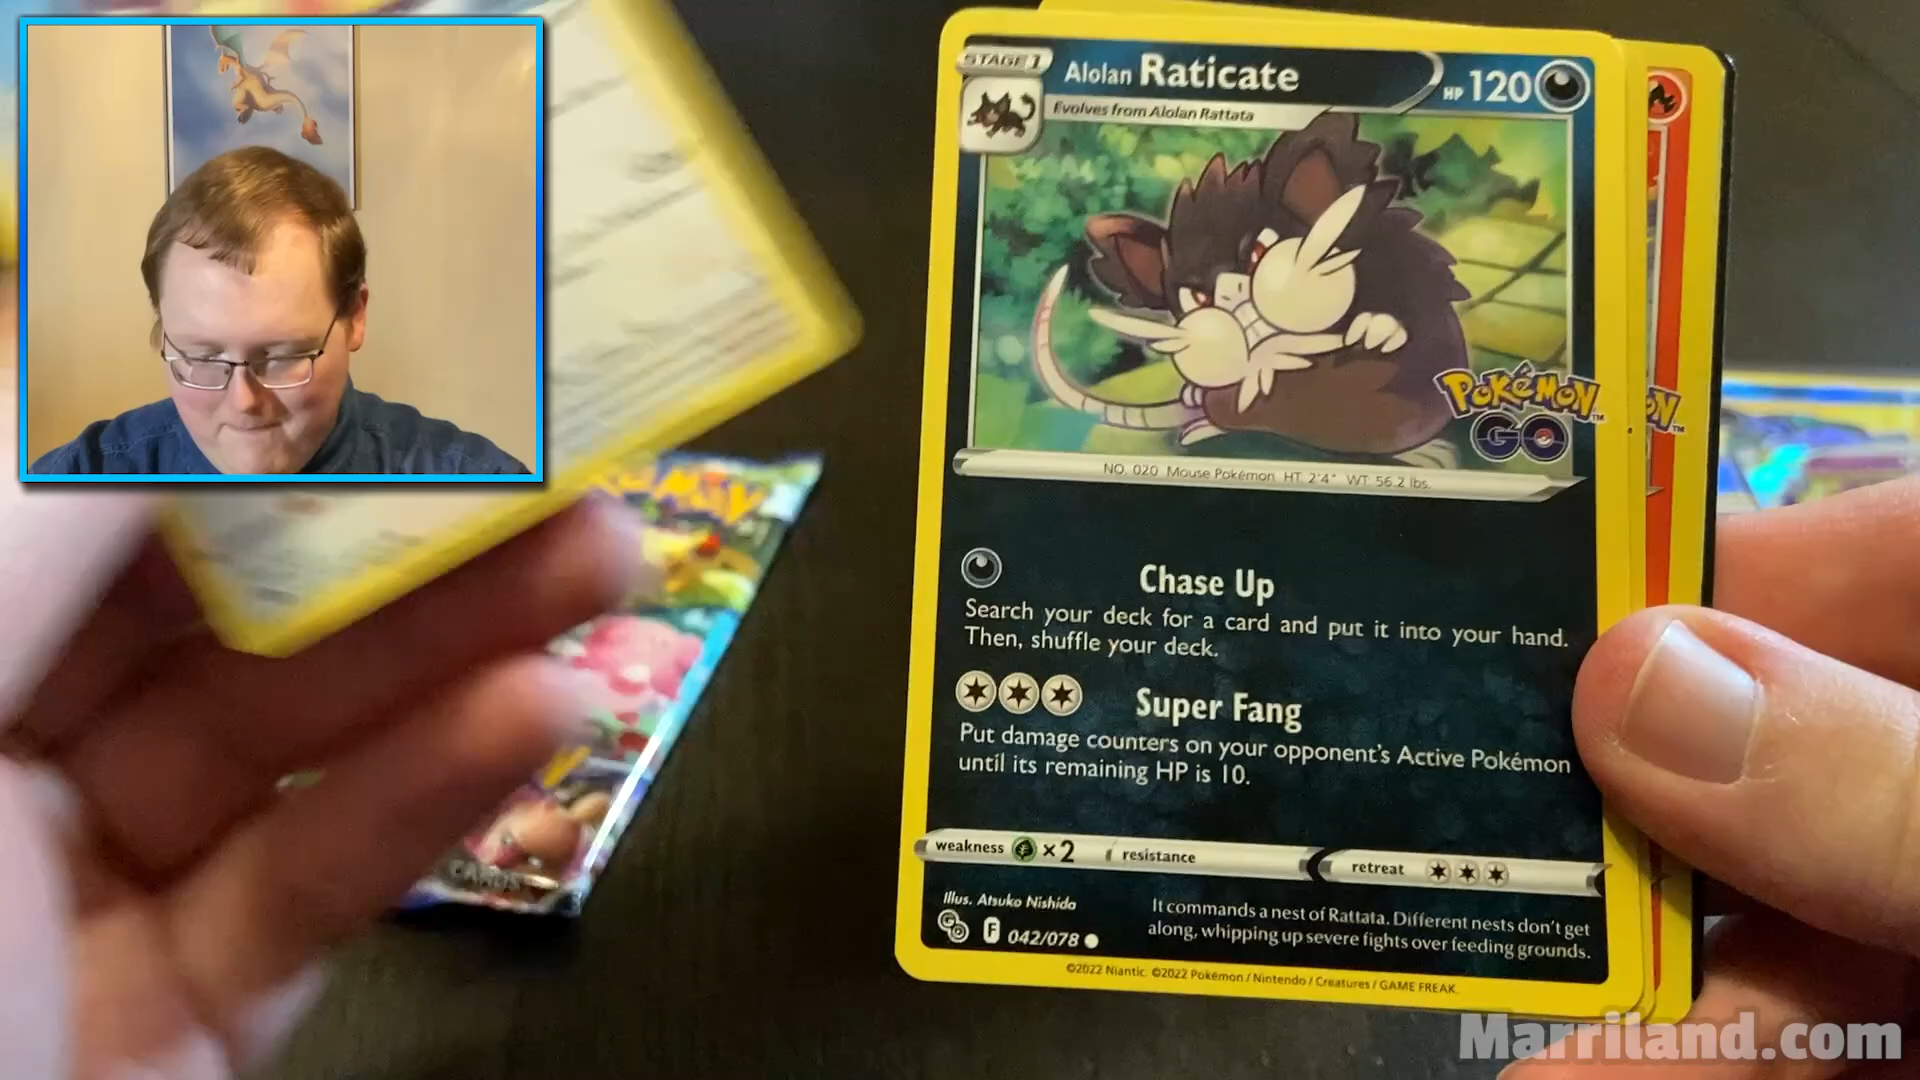 STAGE 1
Alolan Raticate
HP 120
Evolves from Alolan Rattata
POKéMON™
GO
NO. 020 Mouse Pokémon HT 2'4" WT 56.2 lbs.
Chase Up
Search your deck for a card and put it into your hand.
Then, shuffle your deck.
Super Fang
Put damage counters on your opponent's Active Pokémon
until its remaining HP is 10.
weakness ×2 resistance retreat
Illus. Atsuko Nishida
F 042/078
It commands a nest of Rattata. Different nests don't get
along, whipping up severe fights over feeding grounds.
©2022 Niantic. ©2022 Pokémon / Nintendo / Creatures / GAME FREAK.
CARDS
Marriland.com